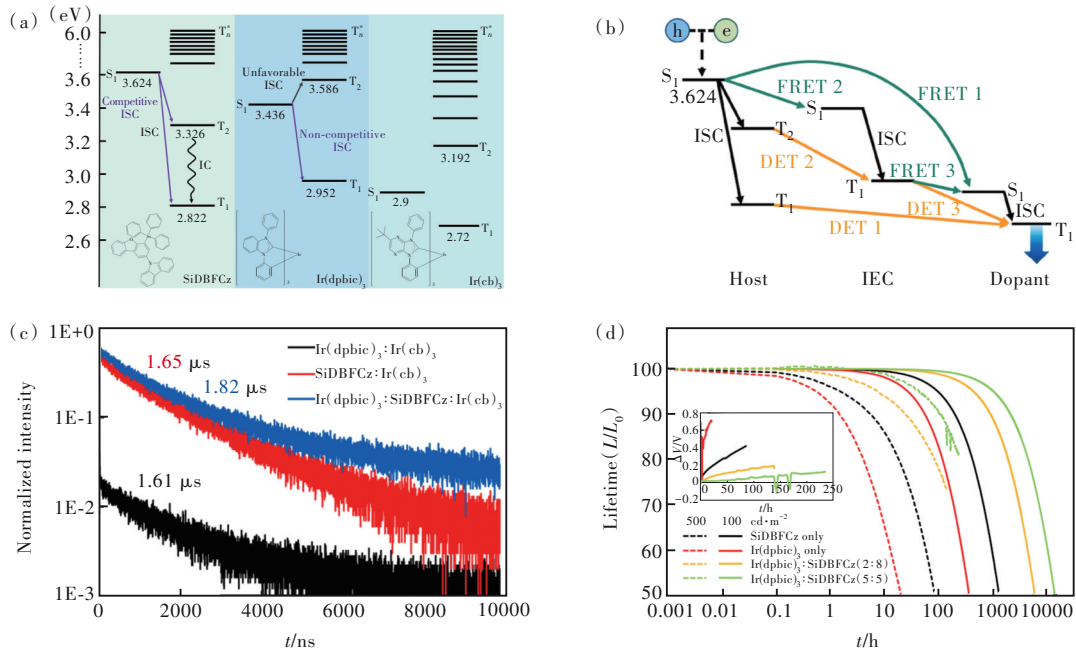 (a)
(eV)
6.0
3.6
3.4
3.2
3.0
2.8
2.6
S₁
3.624
Competitive
ISC
ISC
Tₙ*
3.326
T₂
IC
T₁
2.822
SiDBFCz
Unfavorable
ISC
Tₙ*
3.586
T₂
S₁
3.436
Non-competitive
ISC
2.952
T₁
3
Ir
Ir(dpbic)₃
Tₙ*
T₂
3.192
S₁
2.9
T₁
2.72
3
Ir
Ir(cb)₃
(b)
h
e
S₁
3.624
FRET 2
FRET 1
S₁
ISC
T₂
ISC
DET 2
T₁
FRET 3
S₁
T₁
DET 3
ISC
DET 1
T₁
Host
IEC
Dopant
(c)
1E+0
1E-1
1E-2
1E-3
Normalized intensity
1.65 μs
1.82 μs
1.61 μs
Ir(dpbic)₃:Ir(cb)₃
SiDBFCz:Ir(cb)₃
Ir(dpbic)₃:SiDBFCz:Ir(cb)₃
0 2000 4000 6000 8000 10000
t/ns
(d)
100
90
80
70
60
50
Lifetime(L/L₀)
0.8
0.6
0.4
0.2
0
−0.2
ΔV/V
0 50 100 150 200 250
t/h
500 100 cd·m⁻²
SiDBFCz only
Ir(dpbic)₃ only
Ir(dpbic)₃:SiDBFCz(2:8)
Ir(dpbic)₃:SiDBFCz(5:5)
0.001 0.01 0.1 1 10 100 1000 10000
t/h